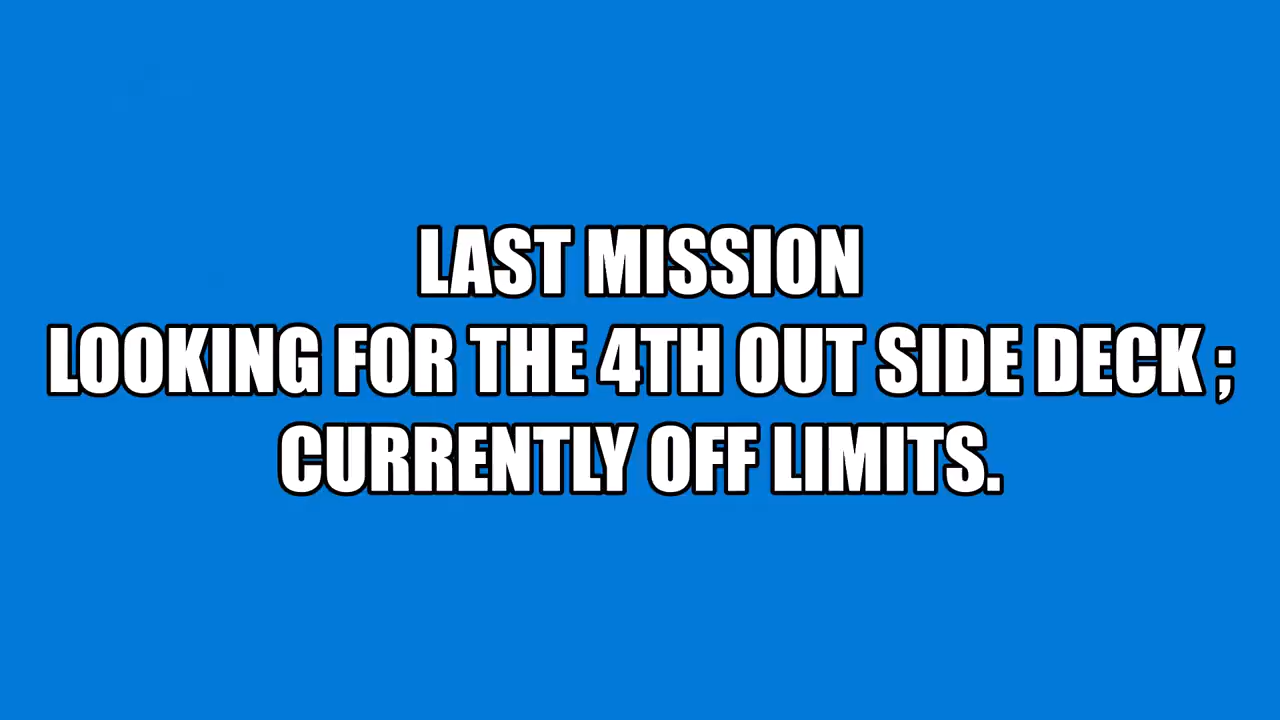 LAST MISSION
LOOKING FOR THE 4TH OUT SIDE DECK ;
CURRENTLY OFF LIMITS.